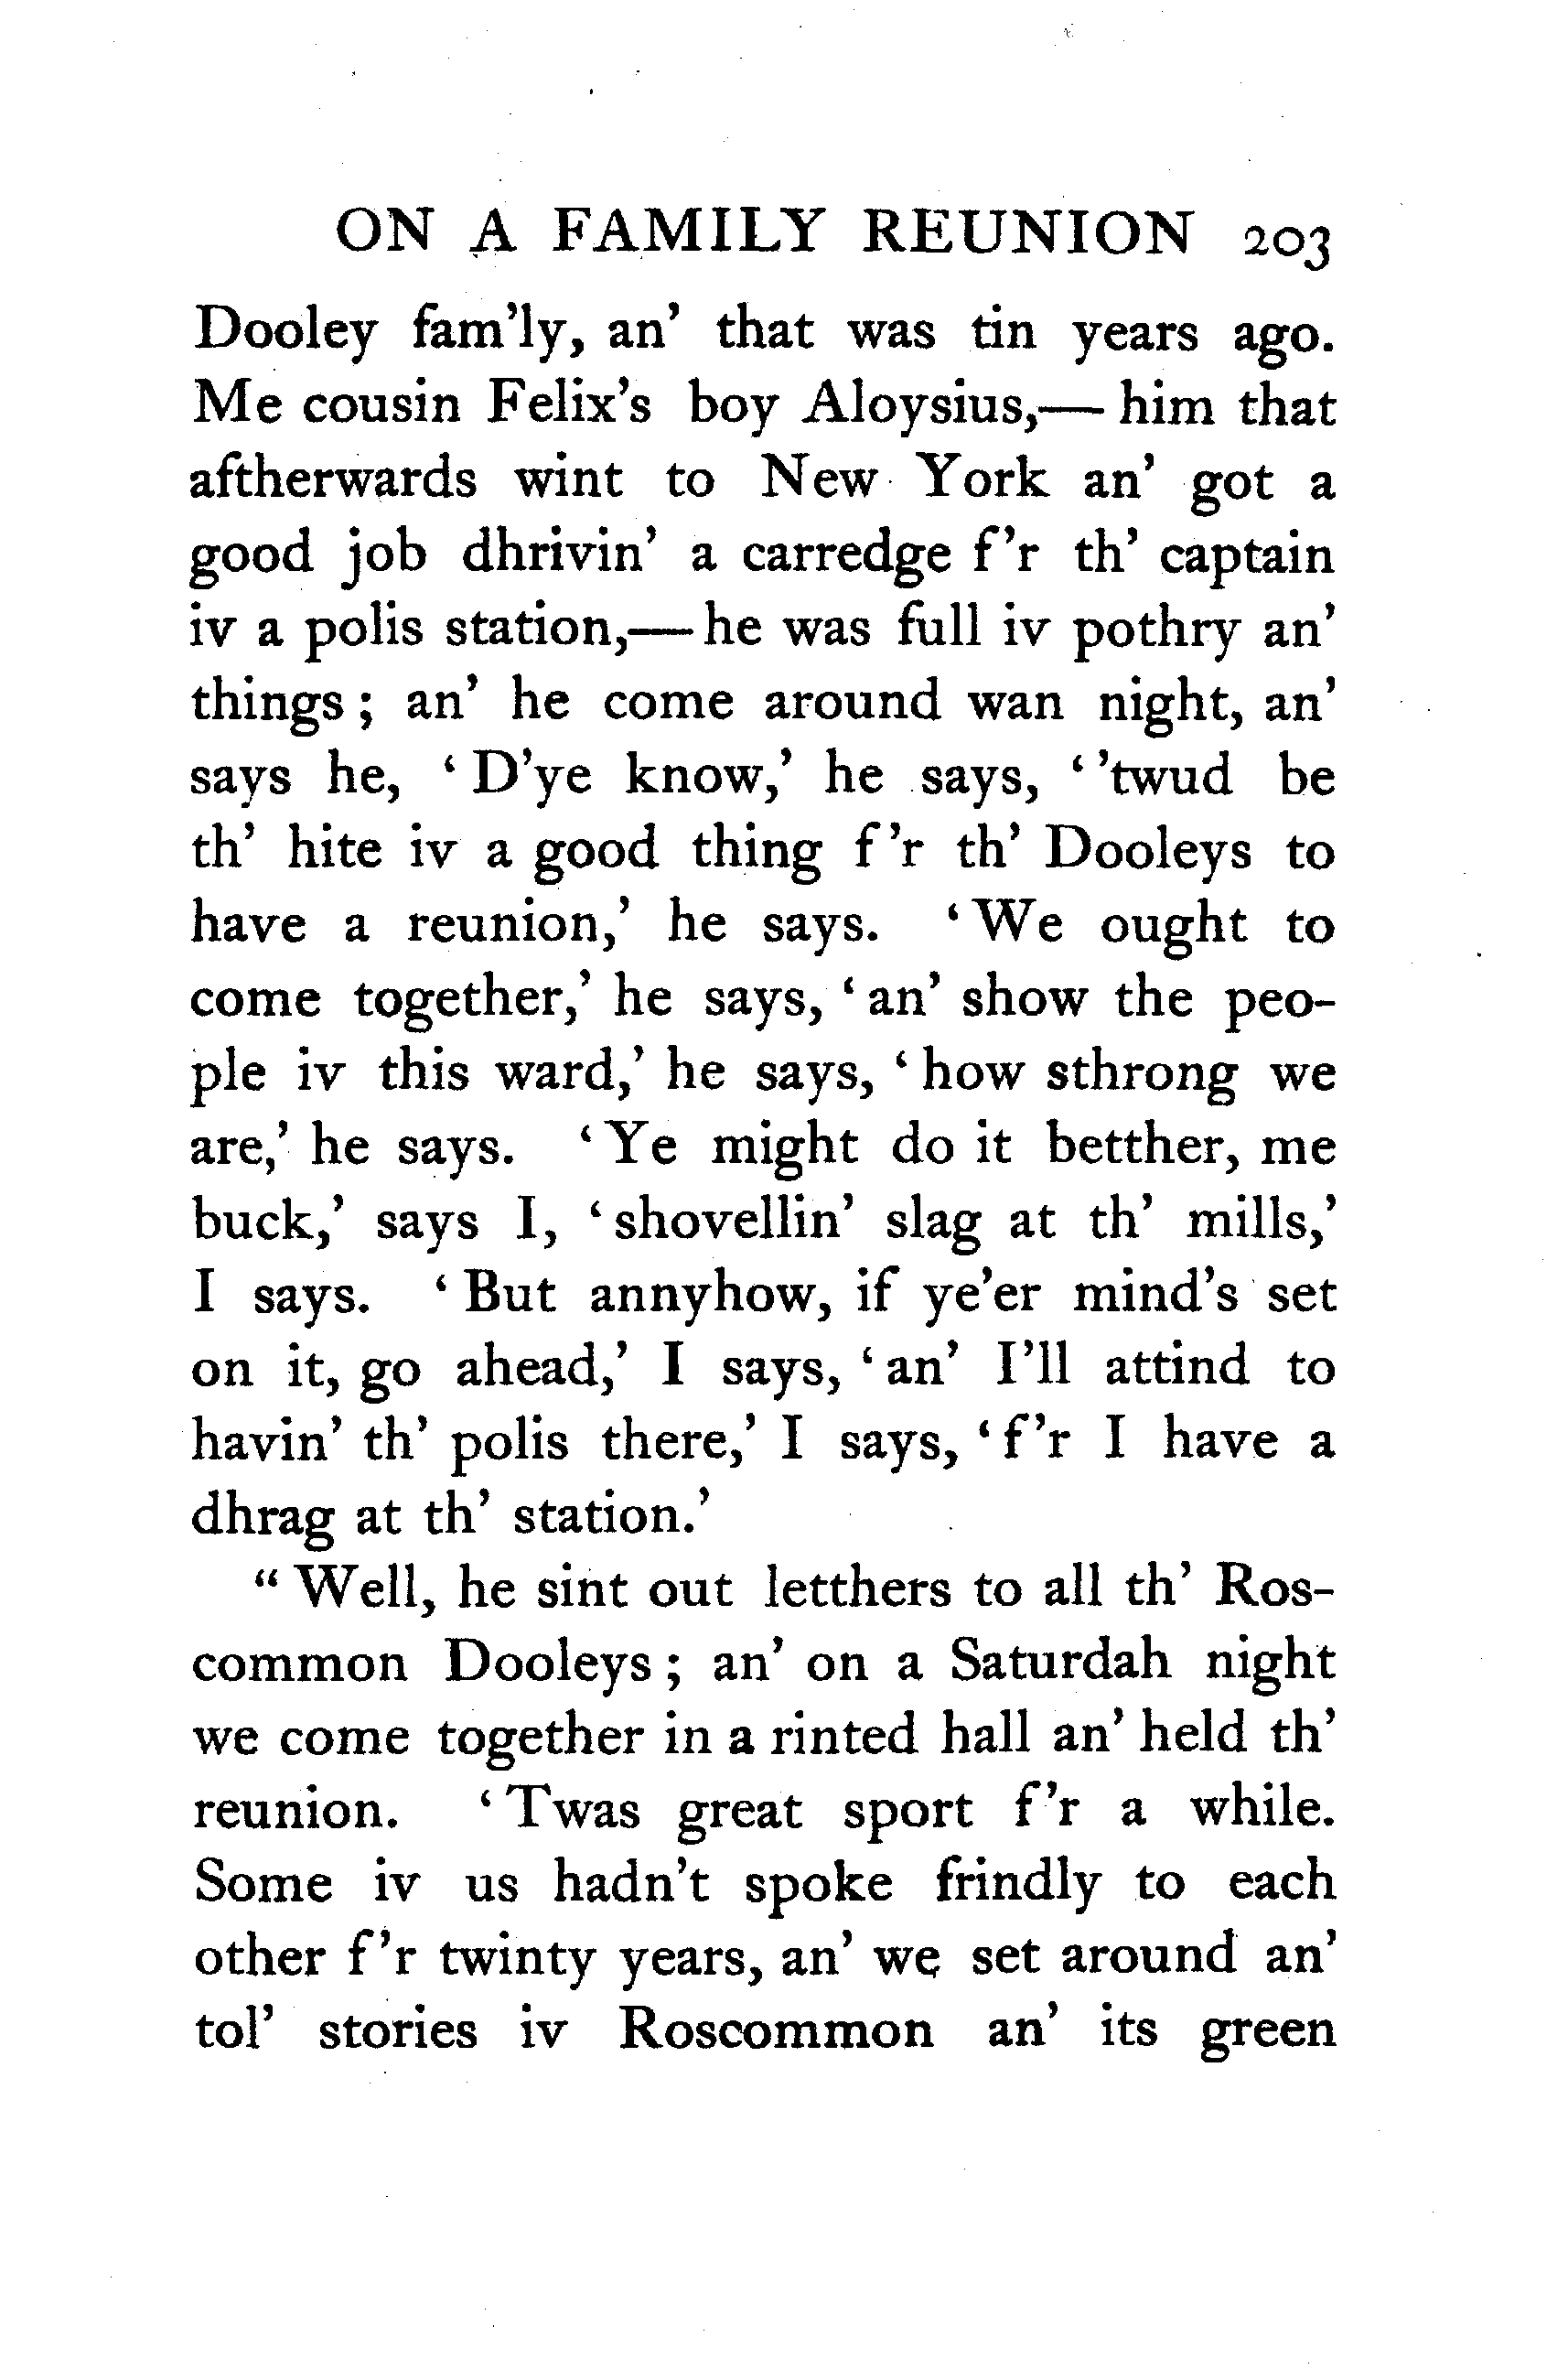 ON A FAMILY REUNION 203
Dooley fam'ly, an' that was tin years ago.
Me cousin Felix's boy Aloysius,— him that
aftherwards wint to New York an' got a
good job dhrivin' a carredge f'r th' captain
iv a polis station,— he was full iv pothry an'
things; an' he come around wan night, an'
says he, 'D'ye know,' he says, ''twud be
th' hite iv a good thing f'r th' Dooleys to
have a reunion,' he says. 'We ought to
come together,' he says, 'an' show the peo-
ple iv this ward,' he says, 'how sthrong we
are,' he says. 'Ye might do it betther, me
buck,' says I, 'shovellin' slag at th' mills,'
I says. 'But annyhow, if ye'er mind's set
on it, go ahead,' I says, 'an' I'll attind to
havin' th' polis there,' I says, 'f'r I have a
dhrag at th' station.'
"Well, he sint out letthers to all th' Ros-
common Dooleys; an' on a Saturdah night
we come together in a rinted hall an' held th'
reunion. 'Twas great sport f'r a while.
Some iv us hadn't spoke frindly to each
other f'r twinty years, an' we set around an'
tol' stories iv Roscommon an' its green